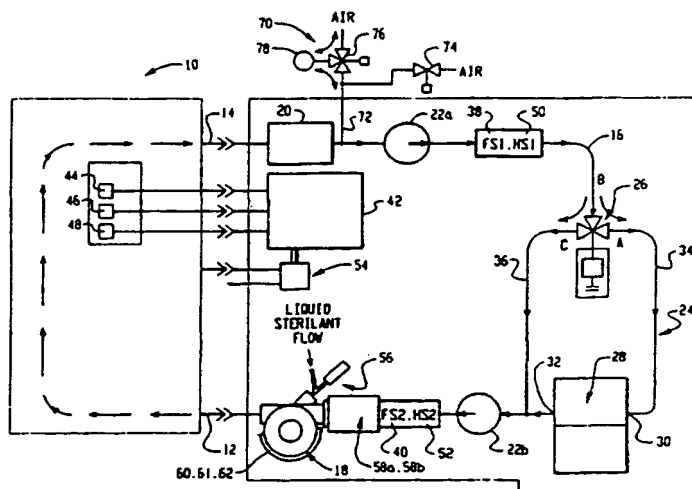 AIR
70
76
78
74
AIR
10
14
20
72
22a
38
50
FS1.HS1
16
B
26
44
46
48
42
C
A
34
36
54
24
LIQUID
STERILANT
FLOW
56
32
28
FS2.HS2
12
60.61.62
18
58a.58b
40
52
22b
30